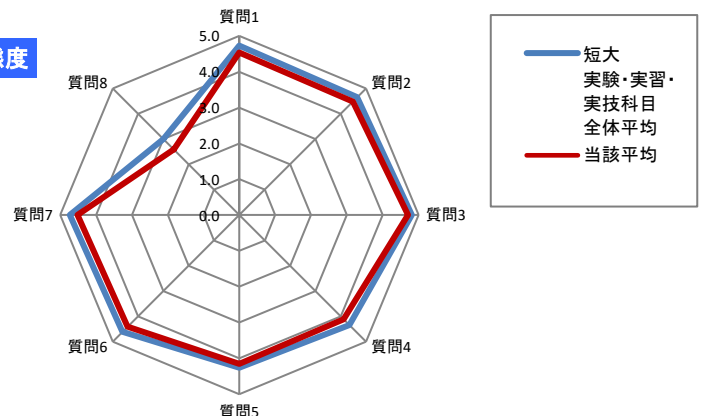 質問1
5.0
4.0
3.0
2.0
1.0
0.0
質問2
質問3
質問4
質問5
質問6
質問7
質問8
度
短大
実験・実習・
実技科目
全体平均
当該平均